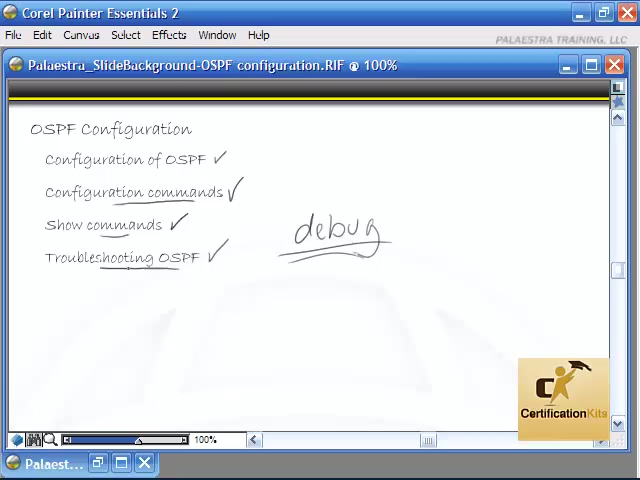 Corel Painter Essentials 2
File Edit Canvas Select Effects Window Help
PALAESTRA TRAINING, LLC
Palaestra_SlideBackground-OSPF configuration.RIF @ 100%
OSPF Configuration
Configuration of OSPF ✓
Configuration commands ✓
Show commands ✓
debug
Troubleshooting OSPF ✓
C
CertificationKits
100%
Palaest...